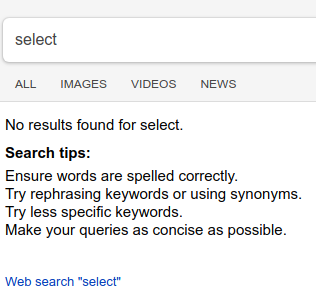 select
ALL IMAGES VIDEOS NEWS
No results found for select.
Search tips:
Ensure words are spelled correctly.
Try rephrasing keywords or using synonyms.
Try less specific keywords.
Make your queries as concise as possible.
Web search "select"